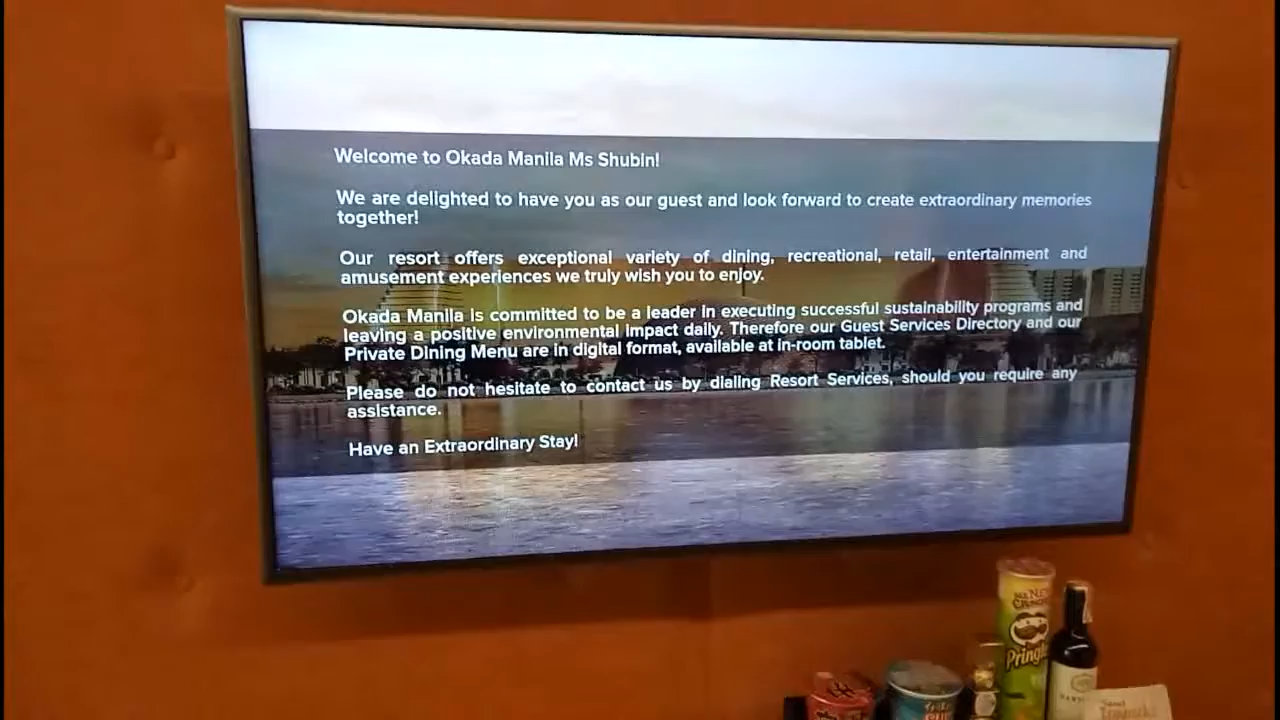 Welcome to Okada Manila Ms Shubin!
We are delighted to have you as our guest and look forward to create extraordinary memories
together!
Our resort offers exceptional variety of dining, recreational, retail, entertainment and
amusement experiences we truly wish you to enjoy.
Okada Manila is committed to be a leader in executing successful sustainability programs and
leaving a positive environmental impact daily. Therefore our Guest Services Directory and our
Private Dining Menu are in digital format, available at in-room tablet.
Please do not hesitate to contact us by dialing Resort Services, should you require any
assistance.
Have an Extraordinary Stay!